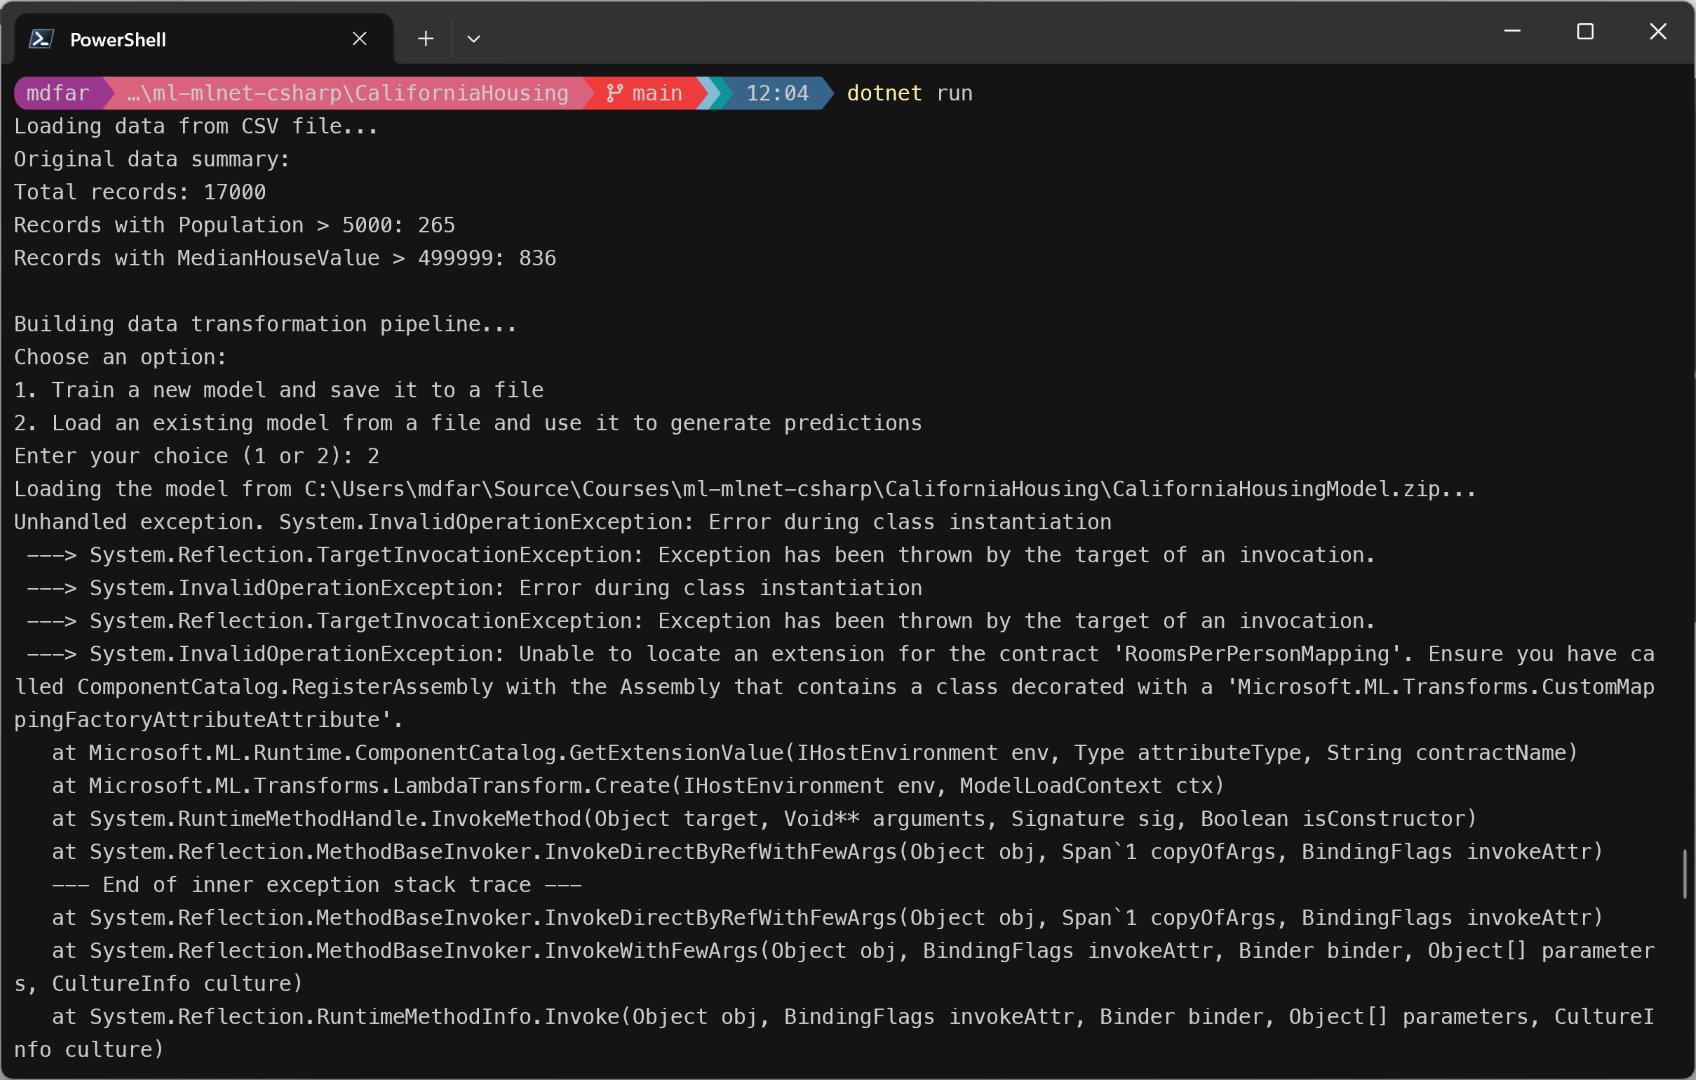 PowerShell
mdfar …\ml-mlnet-csharp\CaliforniaHousing main 12:04 dotnet run
Loading data from CSV file...
Original data summary:
Total records: 17000
Records with Population > 5000: 265
Records with MedianHouseValue > 499999: 836
Building data transformation pipeline...
Choose an option:
1. Train a new model and save it to a file
2. Load an existing model from a file and use it to generate predictions
Enter your choice (1 or 2): 2
Loading the model from C:\Users\mdfar\Source\Courses\ml-mlnet-csharp\CaliforniaHousing\CaliforniaHousingModel.zip...
Unhandled exception. System.InvalidOperationException: Error during class instantiation
 ---> System.Reflection.TargetInvocationException: Exception has been thrown by the target of an invocation.
 ---> System.InvalidOperationException: Error during class instantiation
 ---> System.Reflection.TargetInvocationException: Exception has been thrown by the target of an invocation.
 ---> System.InvalidOperationException: Unable to locate an extension for the contract 'RoomsPerPersonMapping'. Ensure you have ca
lled ComponentCatalog.RegisterAssembly with the Assembly that contains a class decorated with a 'Microsoft.ML.Transforms.CustomMap
pingFactoryAttributeAttribute'.
   at Microsoft.ML.Runtime.ComponentCatalog.GetExtensionValue(IHostEnvironment env, Type attributeType, String contractName)
   at Microsoft.ML.Transforms.LambdaTransform.Create(IHostEnvironment env, ModelLoadContext ctx)
   at System.RuntimeMethodHandle.InvokeMethod(Object target, Void** arguments, Signature sig, Boolean isConstructor)
   at System.Reflection.MethodBaseInvoker.InvokeDirectByRefWithFewArgs(Object obj, Span`1 copyOfArgs, BindingFlags invokeAttr)
   --- End of inner exception stack trace ---
   at System.Reflection.MethodBaseInvoker.InvokeDirectByRefWithFewArgs(Object obj, Span`1 copyOfArgs, BindingFlags invokeAttr)
   at System.Reflection.MethodBaseInvoker.InvokeWithFewArgs(Object obj, BindingFlags invokeAttr, Binder binder, Object[] parameter
s, CultureInfo culture)
   at System.Reflection.RuntimeMethodInfo.Invoke(Object obj, BindingFlags invokeAttr, Binder binder, Object[] parameters, CultureI
nfo culture)